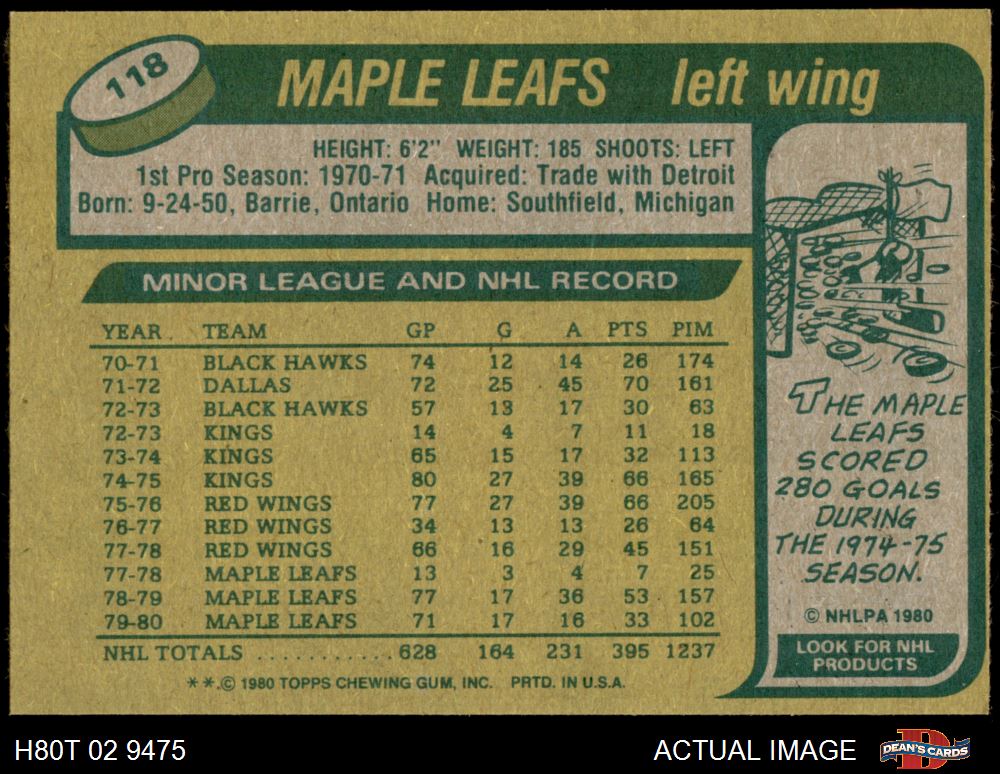 118
MAPLE LEAFS left wing
HEIGHT: 6'2" WEIGHT: 185 SHOOTS: LEFT
1st Pro Season: 1970-71 Acquired: Trade with Detroit
Born: 9-24-50, Barrie, Ontario Home: Southfield, Michigan
MINOR LEAGUE AND NHL RECORD
YEAR TEAM GP G A PTS PIM
70-71 BLACK HAWKS 74 12 14 26 174
71-72 DALLAS 72 25 45 70 161
72-73 BLACK HAWKS 57 13 17 30 63
72-73 KINGS 14 4 7 11 18
73-74 KINGS 65 15 17 32 113
74-75 KINGS 80 27 39 66 165
75-76 RED WINGS 77 27 39 66 205
76-77 RED WINGS 34 13 13 26 64
77-78 RED WINGS 66 16 29 45 151
77-78 MAPLE LEAFS 13 3 4 7 25
78-79 MAPLE LEAFS 77 17 36 53 157
79-80 MAPLE LEAFS 71 17 16 33 102
NHL TOTALS ...........628 164 231 395 1237
**.© 1980 TOPPS CHEWING GUM, INC. PRTD. IN U.S.A.
THE MAPLE
LEAFS
SCORED
280 GOALS
DURING
THE 1974-75
SEASON.
© NHLPA 1980
LOOK FOR NHL
PRODUCTS
H80T 02 9475
ACTUAL IMAGE
D
DEAN'S CARDS